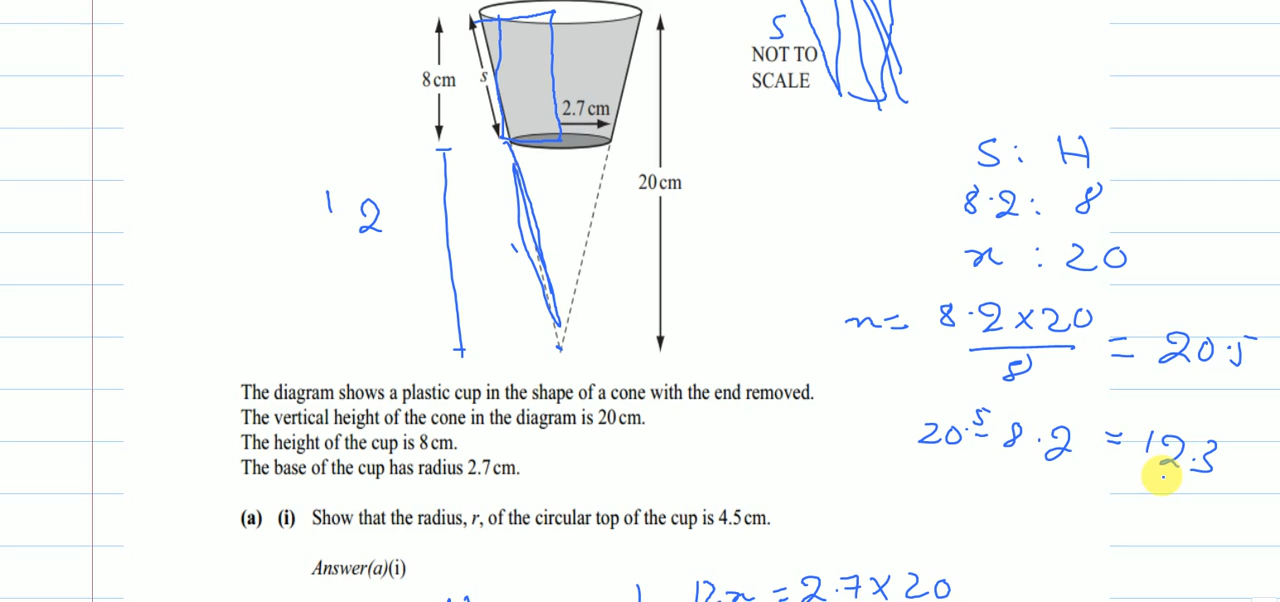 S
NOT TO
SCALE
8 cm
s
2.7 cm
20 cm
12
S : H
8.2 : 8
x : 20
x = 8.2 × 20 / 8 = 20.5
20.5 - 8.2 = 12.3
The diagram shows a plastic cup in the shape of a cone with the end removed.
The vertical height of the cone in the diagram is 20 cm.
The height of the cup is 8 cm.
The base of the cup has radius 2.7 cm.
(a) (i) Show that the radius, r, of the circular top of the cup is 4.5 cm.
Answer(a)(i)
12x = 2.7 × 20